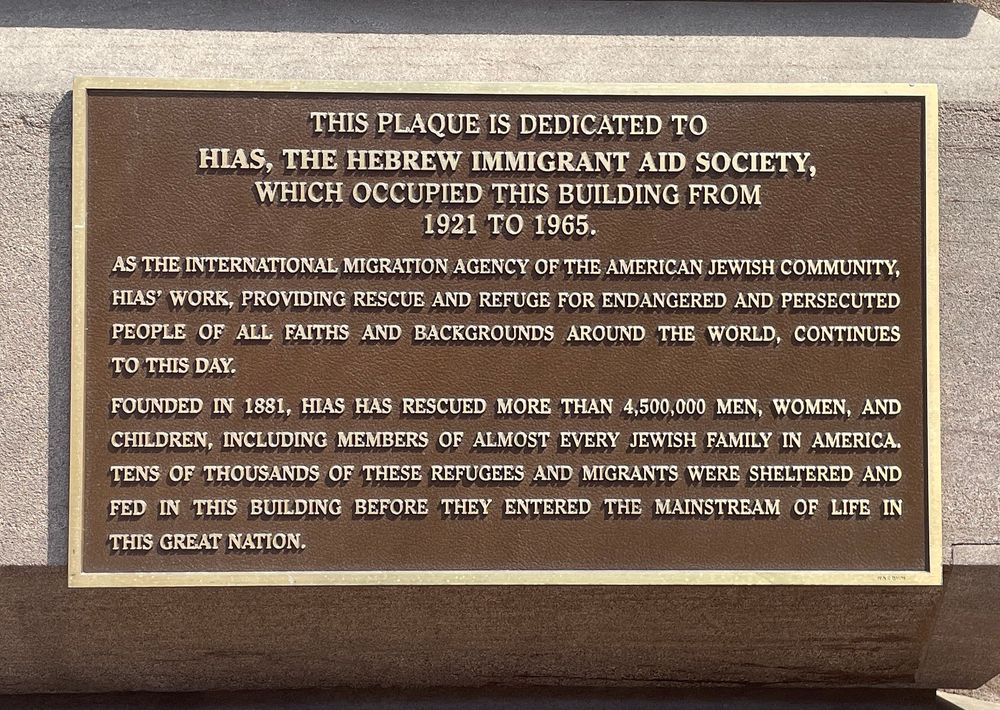 THIS PLAQUE IS DEDICATED TO
HIAS, THE HEBREW IMMIGRANT AID SOCIETY,
WHICH OCCUPIED THIS BUILDING FROM
1921 TO 1965.
AS THE INTERNATIONAL MIGRATION AGENCY OF THE AMERICAN JEWISH COMMUNITY,
HIAS' WORK, PROVIDING RESCUE AND REFUGE FOR ENDANGERED AND PERSECUTED
PEOPLE OF ALL FAITHS AND BACKGROUNDS AROUND THE WORLD, CONTINUES
TO THIS DAY.
FOUNDED IN 1881, HIAS HAS RESCUED MORE THAN 4,500,000 MEN, WOMEN, AND
CHILDREN, INCLUDING MEMBERS OF ALMOST EVERY JEWISH FAMILY IN AMERICA.
TENS OF THOUSANDS OF THESE REFUGEES AND MIGRANTS WERE SHELTERED AND
FED IN THIS BUILDING BEFORE THEY ENTERED THE MAINSTREAM OF LIFE IN
THIS GREAT NATION.